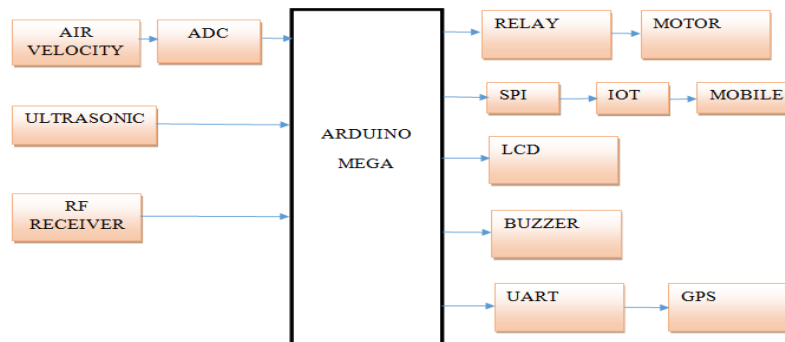 AIR
VELOCITY
ADC
ULTRASONIC
RF
RECEIVER
ARDUINO
MEGA
RELAY
MOTOR
SPI
IOT
MOBILE
LCD
BUZZER
UART
GPS